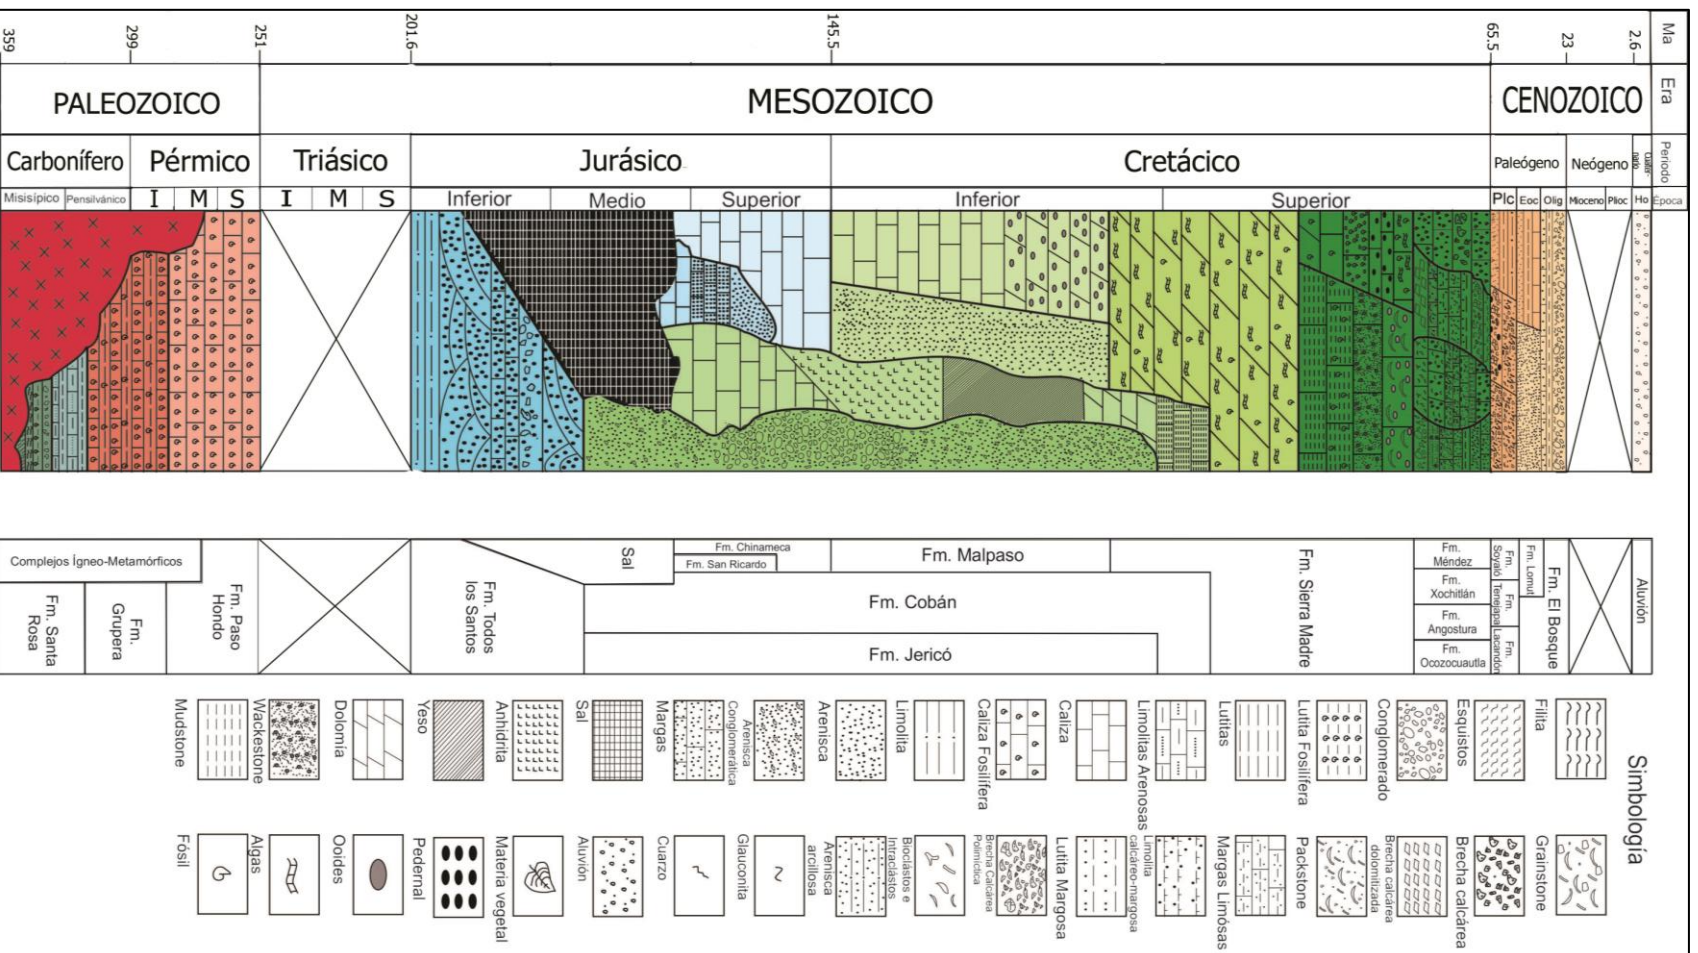 Ma
359
299
251
201.6
145.5
65.5
23
2.6
Era
PALEOZOICO
MESOZOICO
CENOZOICO
Periodo
Carbonífero
Pérmico
Triásico
Jurásico
Cretácico
Paleógeno
Neógeno
Época
Misisípico
Pensilvánico
I
M
S
I
M
S
Inferior
Medio
Superior
Inferior
Superior
Plc
Eoc
Olig
Mioceno
Plioc
Ho
Complejos Ígneo-Metamórficos
Fm. Santa
Rosa
Fm.
Grupera
Fm. Paso
Hondo
Fm. Todos
los Santos
Sal
Fm. Chinameca
Fm. San Ricardo
Fm. Malpaso
Fm. Cobán
Fm. Jericó
Fm. Sierra Madre
Fm.
Méndez
Fm.
Xochitlán
Fm.
Angostura
Fm.
Ocozocuautla
Fm.
Soyaló
Fm.
Tenejapa
Fm.
Lacandón
Fm. Lomut
Fm. El Bosque
Aluvión
Simbología
Filita
Esquistos
Conglomerado
Lutita Fosilífera
Lutitas
Limolitas Arenosas
Caliza
Caliza Fosilífera
Limolita
Arenisca
Arenisca
Conglomerática
Margas
Sal
Anhidrita
Yeso
Dolomía
Wackestone
Mudstone
Grainstone
Brecha calcárea
Brecha calcárea
dolomitizada
Packstone
Margas Limósas
Limolita
calcáreo-margosa
Lutita Margosa
Brecha Calcárea
Polimíctica
Bioclástos e
Intraclástos
Arenisca
arcillosa
Glauconita
Cuarzo
Aluvión
Materia vegetal
Pedernal
Ooides
Algas
Fósil